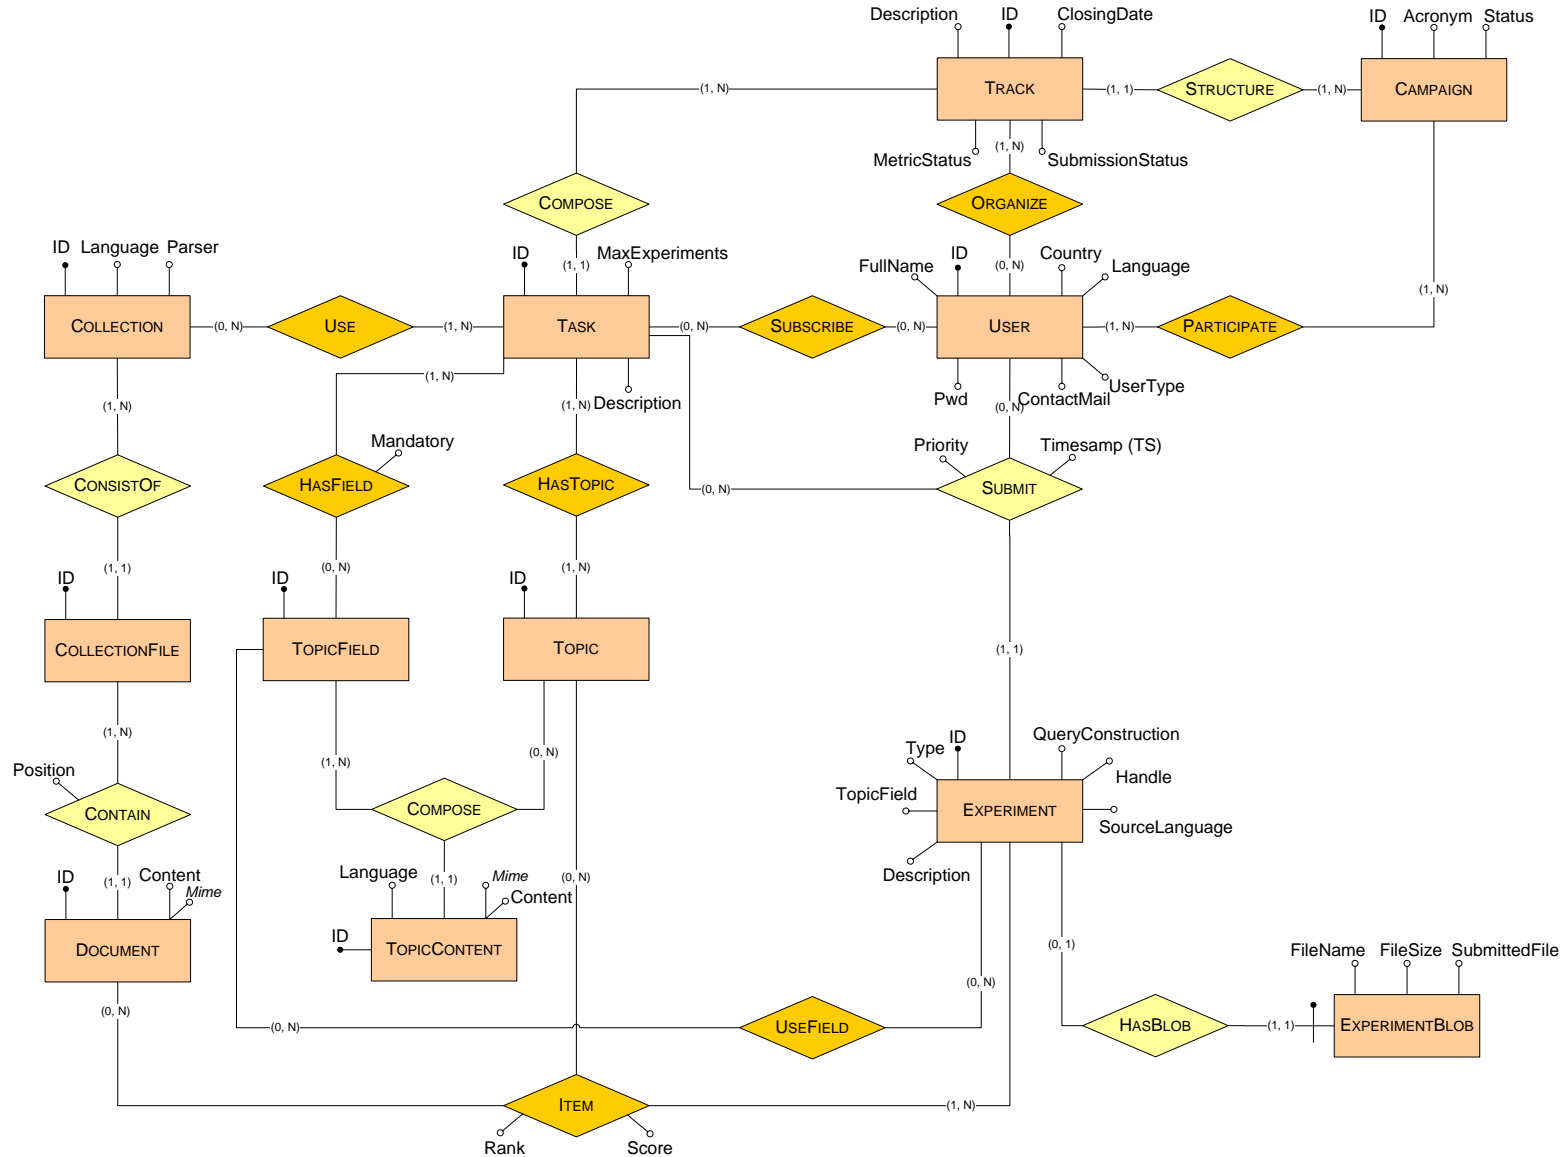 Description
ID
ClosingDate
ID
Acronym
Status
TRACK
STRUCTURE
CAMPAIGN
(1, N)
(1, 1)
(1, N)
MetricStatus
(1, N)
SubmissionStatus
COMPOSE
ORGANIZE
ID
Language
Parser
ID
MaxExperiments
(1, 1)
FullName
ID
(0, N)
Country
Language
(1, N)
COLLECTION
(0, N)
USE
(1, N)
TASK
(0, N)
SUBSCRIBE
(0, N)
USER
(1, N)
PARTICIPATE
(1, N)
(1, N)
(1, N)
Description
Pwd
(0, N)
ContactMail
UserType
Mandatory
Priority
Timesamp (TS)
CONSISTOF
HASFIELD
HASTOPIC
(0, N)
SUBMIT
(1, 1)
(0, N)
(1, N)
ID
ID
ID
COLLECTIONFILE
TOPICFIELD
TOPIC
(1, 1)
(1, N)
(1, N)
(0, N)
Type
ID
QueryConstruction
Handle
Position
CONTAIN
COMPOSE
TopicField
EXPERIMENT
SourceLanguage
Description
ID
(1, 1)
Content
Mime
Language
(1, 1)
Mime
Content
(0, N)
DOCUMENT
ID
TOPICCONTENT
(0, 1)
FileName
FileSize
SubmittedFile
(0, N)
(0, N)
(0, N)
USEFIELD
HASBLOB
(1, 1)
EXPERIMENTBLOB
ITEM
(1, N)
Rank
Score